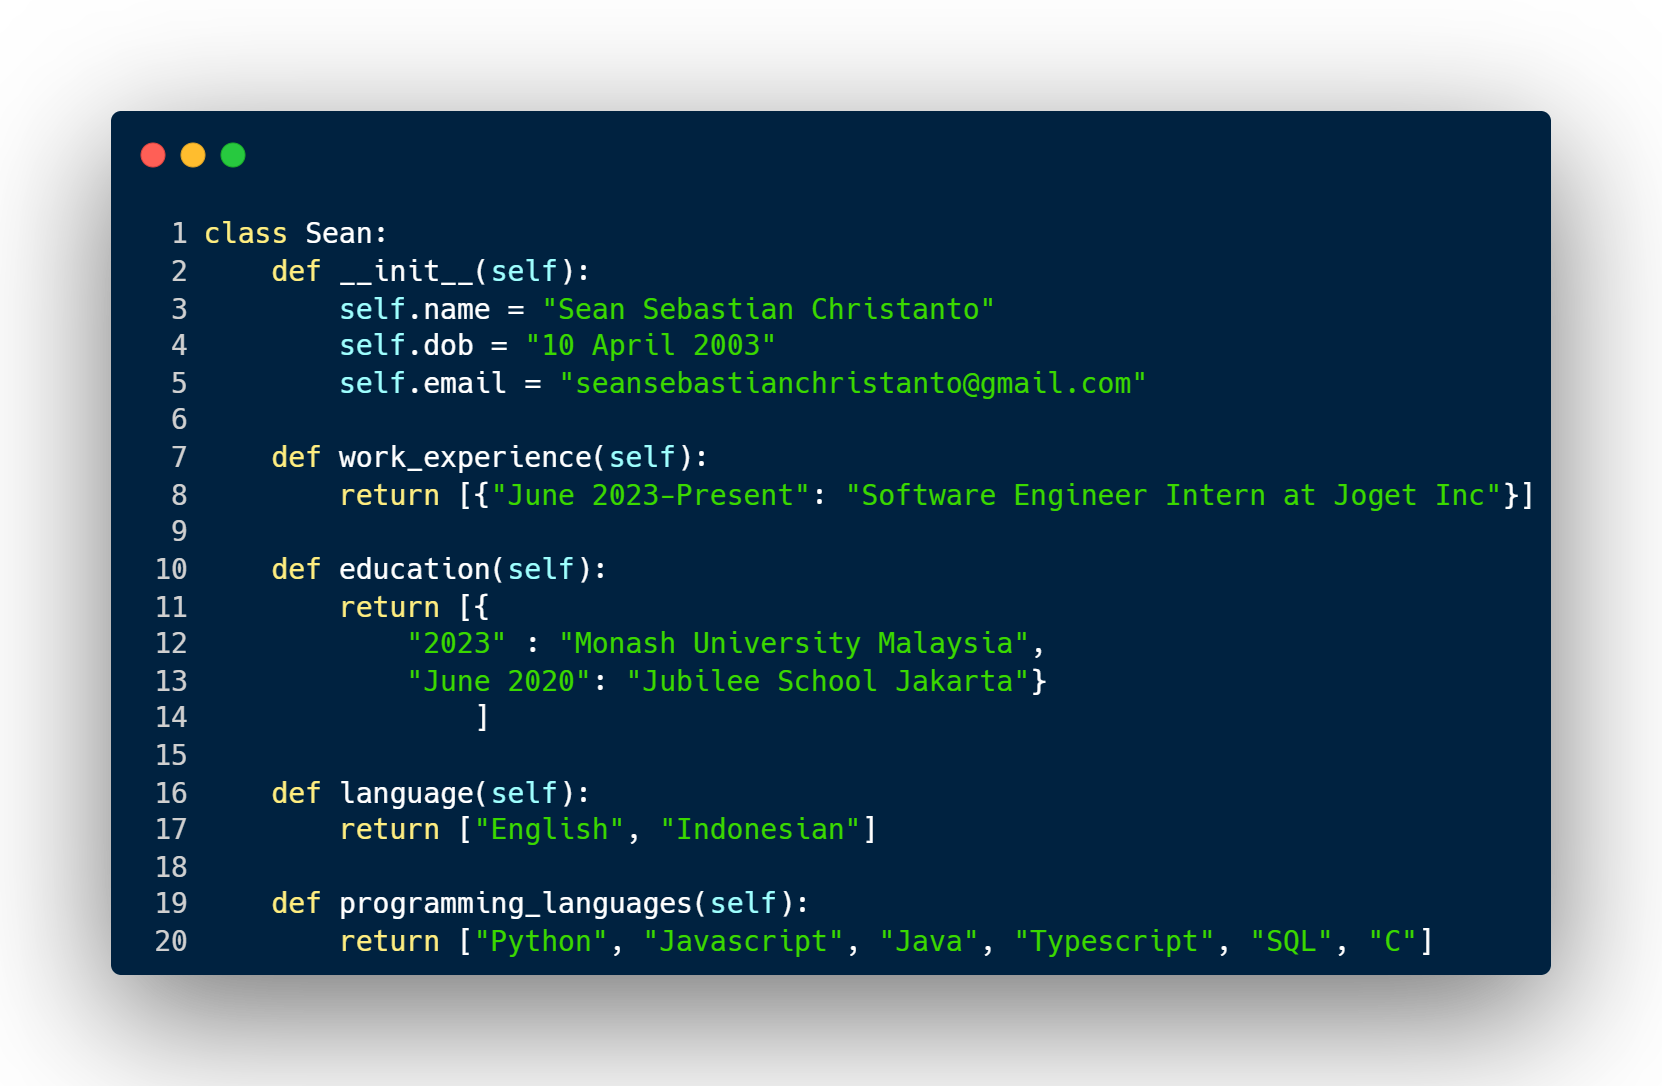 1 class Sean:
2     def __init__(self):
3         self.name = "Sean Sebastian Christanto"
4         self.dob = "10 April 2003"
5         self.email = "seansebastianchristanto@gmail.com"
6
7     def work_experience(self):
8         return [{"June 2023-Present": "Software Engineer Intern at Joget Inc"}]
9
10     def education(self):
11         return [{
12             "2023" : "Monash University Malaysia",
13             "June 2020": "Jubilee School Jakarta"}
14                 ]
15
16     def language(self):
17         return ["English", "Indonesian"]
18
19     def programming_languages(self):
20         return ["Python", "Javascript", "Java", "Typescript", "SQL", "C"]